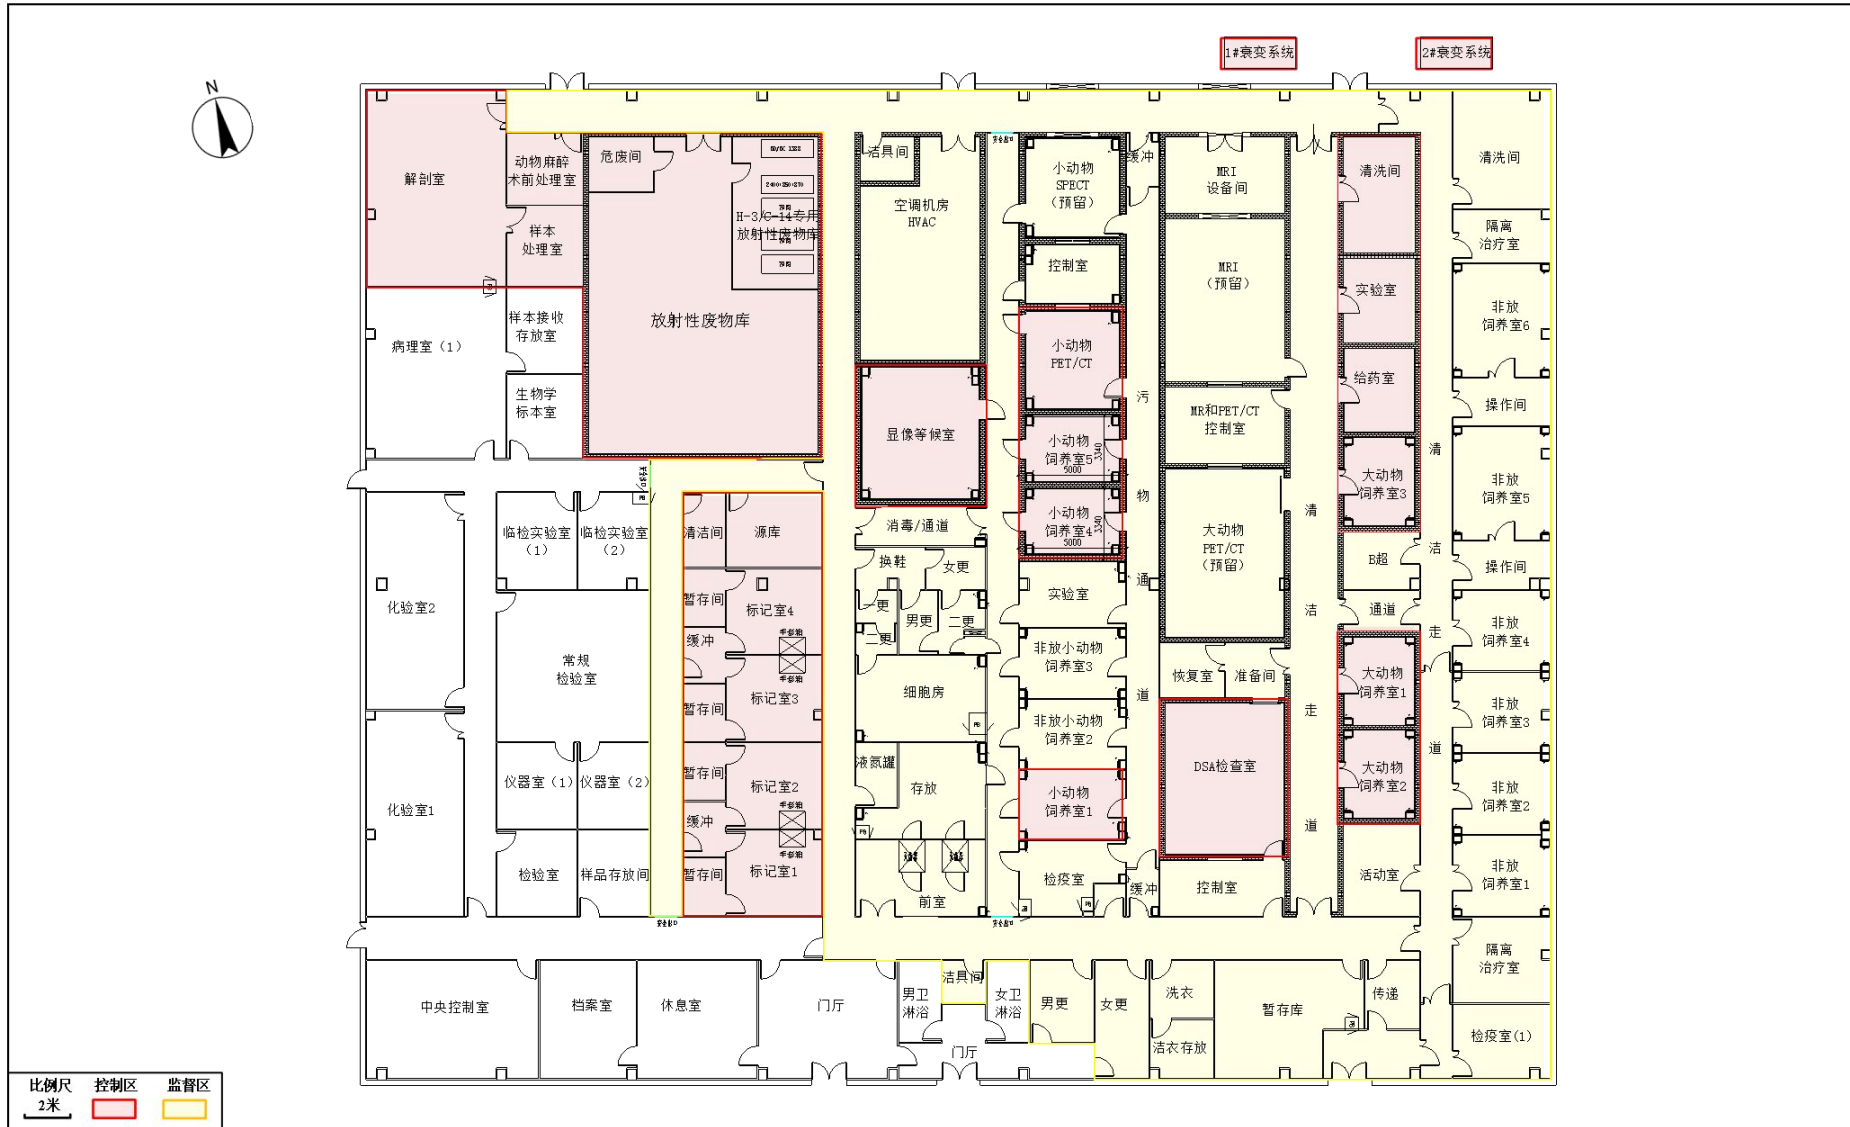 1#衰变系统
2#衰变系统
N
解剖室
动物麻醉
术前处理室
样本
处理室
危废间
H-3/C-14专用
放射性废物库
放射性废物库
洁具间
空调机房
HVAC
小动物
SPECT
(预留)
缓冲
MRI
设备间
清洗间
清洗间
隔离
治疗室
控制室
MRI
(预留)
实验室
非放
饲养室6
病理室(1)
样本接收
存放室
生物学
标本室
小动物
PET/CT
给药室
操作间
污
MR和PET/CT
控制室
显像等候室
小动物
饲养室5
5000
3340
大动物
饲养室3
清
非放
饲养室5
小动物
饲养室4
5000
3340
物
清
洁
消毒/通道
大动物
PET/CT
(预留)
B超
操作间
临检实验室
(1)
临检实验室
(2)
清洁间
源库
换鞋
女更
通
化验室2
暂存间
标记室4
一更
二更
男更
二更
实验室
洁
通道
走
非放
饲养室4
缓冲
常规
检验室
非放小动物
饲养室3
恢复室
准备间
大动物
饲养室1
暂存间
标记室3
细胞房
道
走
非放
饲养室3
非放小动物
饲养室2
道
仪器室(1)
仪器室(2)
暂存间
标记室2
液氮罐
存放
DSA检查室
大动物
饲养室2
小动物
饲养室1
非放
饲养室2
化验室1
缓冲
道
检验室
样品存放间
暂存间
标记室1
前室
检疫室
缓冲
控制室
活动室
非放
饲养室1
隔离
治疗室
中央控制室
档案室
休息室
门厅
男卫
淋浴
洁具间
女卫
淋浴
男更
女更
洗衣
暂存库
传递
门厅
洁衣存放
检疫室(1)
比例尺
控制区
监督区
2米